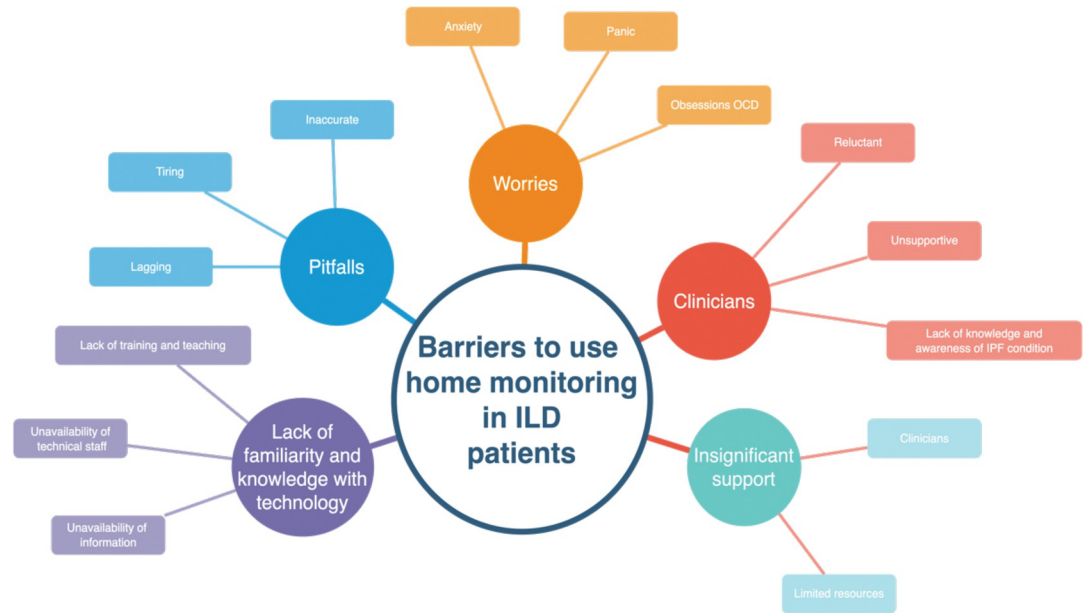 Anxiety
Panic
Obsessions OCD
Worries
Inaccurate
Tiring
Lagging
Pitfalls
Reluctant
Unsupportive
Lack of knowledge and
awareness of IPF condition
Clinicians
Barriers to use
home monitoring
in ILD
patients
Lack of training and teaching
Unavailability of
technical staff
Unavailability of
information
Lack of
familiarity and
knowledge with
technology
Insignificant
support
Clinicians
Limited resources